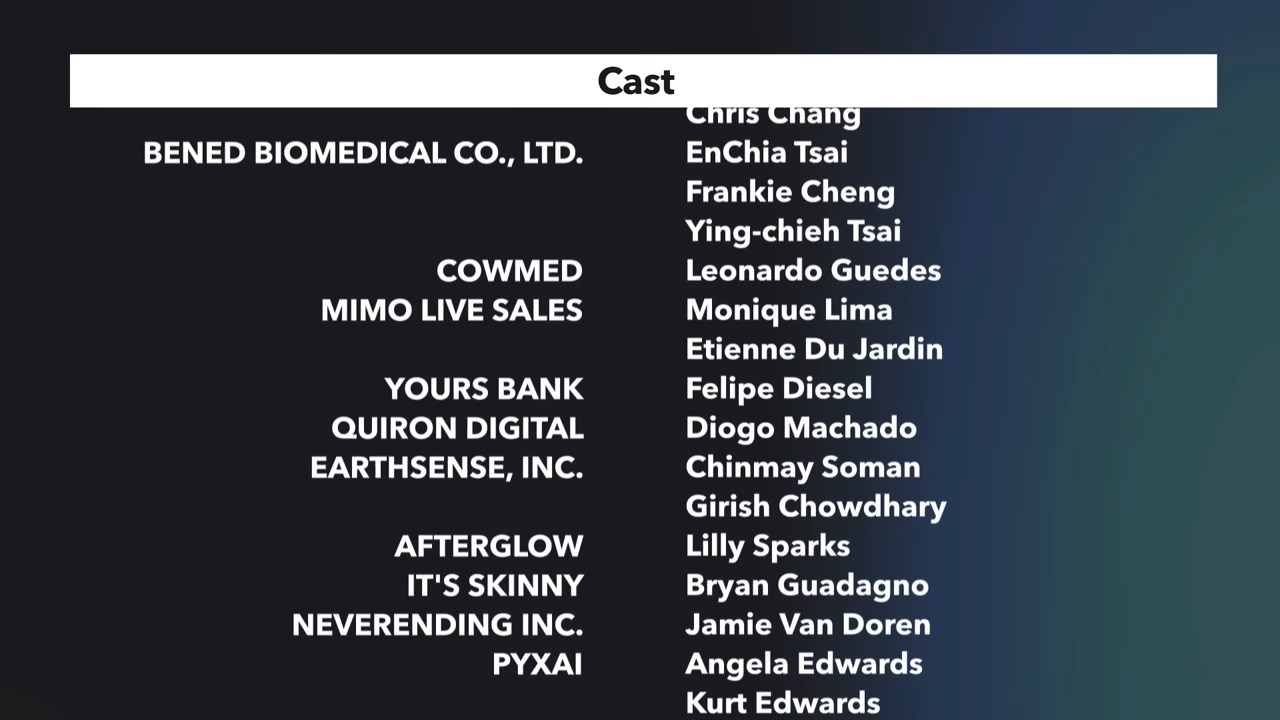 Cast
Chris Chang
BENED BIOMEDICAL CO., LTD. EnChia Tsai
Frankie Cheng
Ying-chieh Tsai
COWMED Leonardo Guedes
MIMO LIVE SALES Monique Lima
Etienne Du Jardin
YOURS BANK Felipe Diesel
QUIRON DIGITAL Diogo Machado
EARTHSENSE, INC. Chinmay Soman
Girish Chowdhary
AFTERGLOW Lilly Sparks
IT'S SKINNY Bryan Guadagno
NEVERENDING INC. Jamie Van Doren
PYXAI Angela Edwards
Kurt Edwards